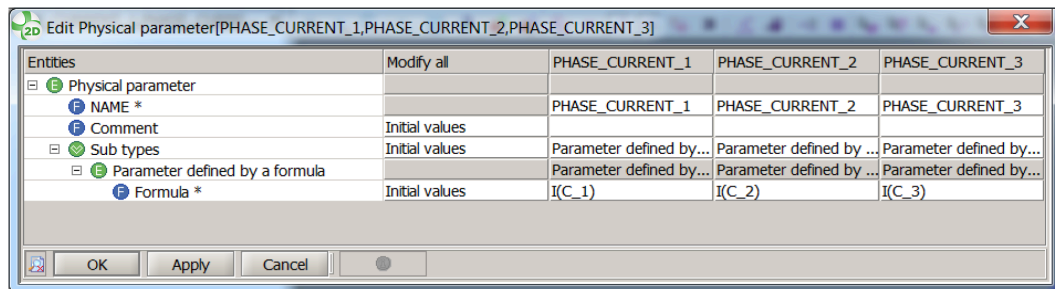 2D Edit Physical parameter[PHASE_CURRENT_1,PHASE_CURRENT_2,PHASE_CURRENT_3]
Entities Modify all PHASE_CURRENT_1 PHASE_CURRENT_2 PHASE_CURRENT_3
E Physical parameter
F NAME * PHASE_CURRENT_1 PHASE_CURRENT_2 PHASE_CURRENT_3
F Comment Initial values
Sub types Initial values Parameter defined by... Parameter defined by ... Parameter defined by...
E Parameter defined by a formula Parameter defined by... Parameter defined by ... Parameter defined by...
F Formula * Initial values I(C_1) I(C_2) I(C_3)
OK Apply Cancel